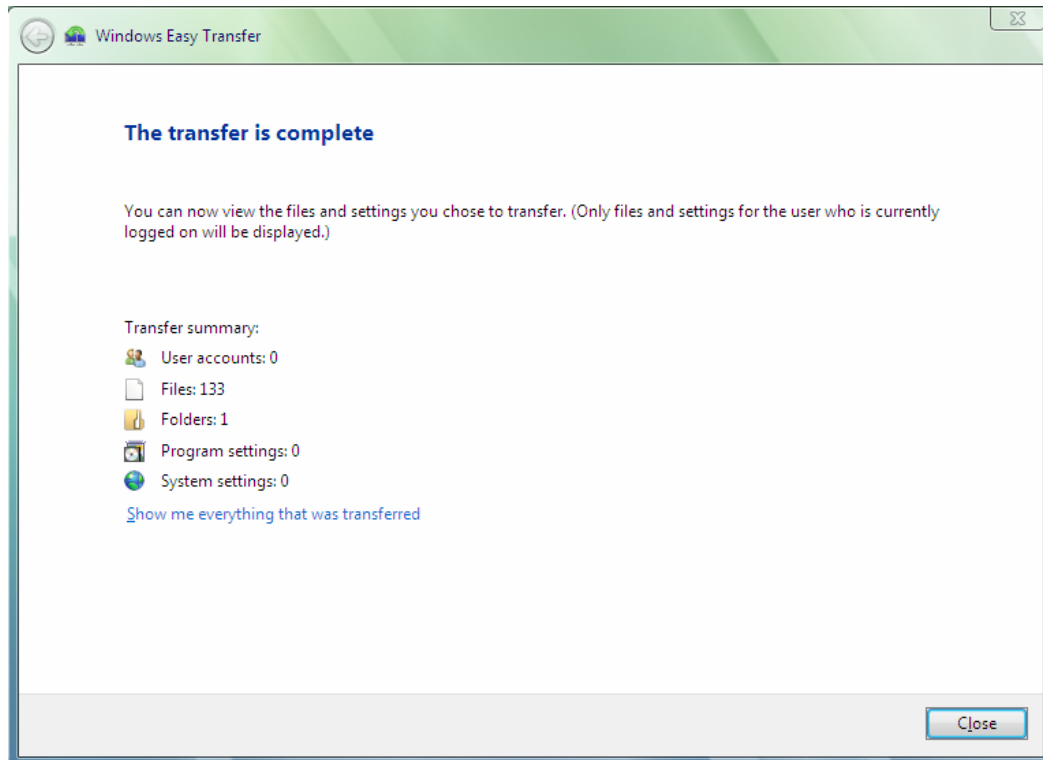 Windows Easy Transfer
The transfer is complete
You can now view the files and settings you chose to transfer. (Only files and settings for the user who is currently
logged on will be displayed.)
Transfer summary:
User accounts: 0
Files: 133
Folders: 1
Program settings: 0
System settings: 0
Show me everything that was transferred
Close